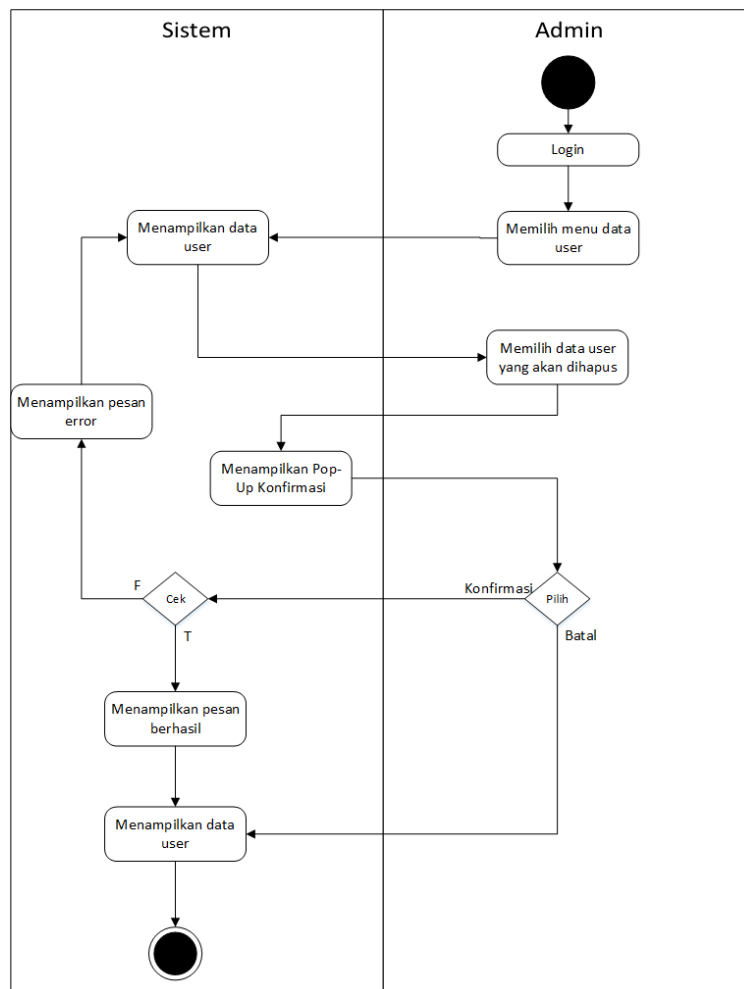 Sistem
Admin
Login
Menampilkan data
user
Memilih menu data
user
Memilih data user
yang akan dihapus
Menampilkan pesan
error
Menampilkan Pop-
Up Konfirmasi
F
Cek
Konfirmasi
Pilih
T
Batal
Menampilkan pesan
berhasil
Menampilkan data
user